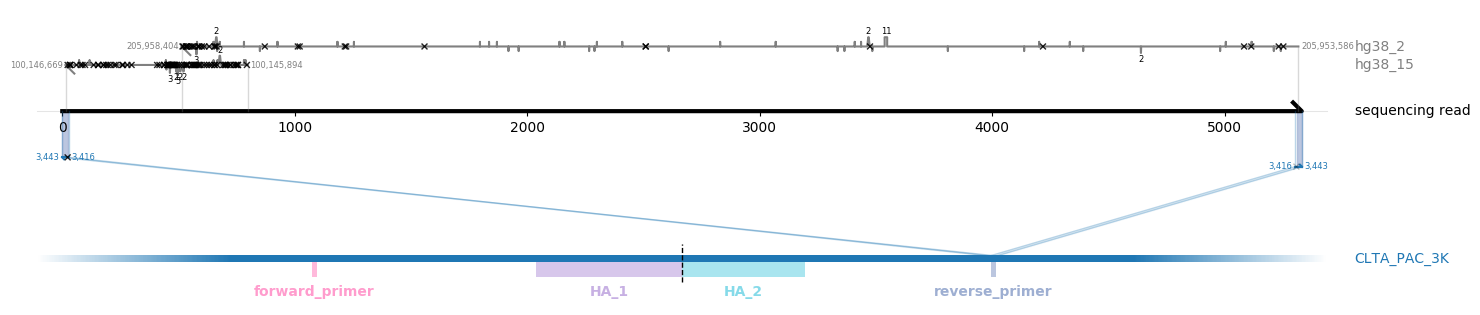 2 2 11
205,958,404 205,953,586 hg38_2
3 2 2
100,146,669 100,145,894 hg38_15
3
sequencing read
0 1000 2000 3000 4000 5000
3,443 3,416 3,416 3,443
CLTA_PAC_3K
forward_primer HA_1 HA_2 reverse_primer